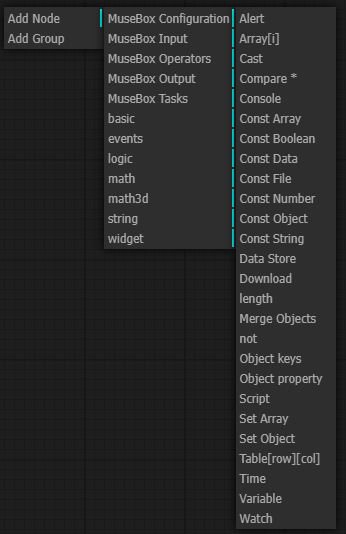 Add Node
Add Group
MuseBox Configuration
MuseBox Input
MuseBox Operators
MuseBox Output
MuseBox Tasks
basic
events
logic
math
math3d
string
widget
Alert
Array[i]
Cast
Compare *
Console
Const Array
Const Boolean
Const Data
Const File
Const Number
Const Object
Const String
Data Store
Download
length
Merge Objects
not
Object keys
Object property
Script
Set Array
Set Object
Table[row][col]
Time
Variable
Watch